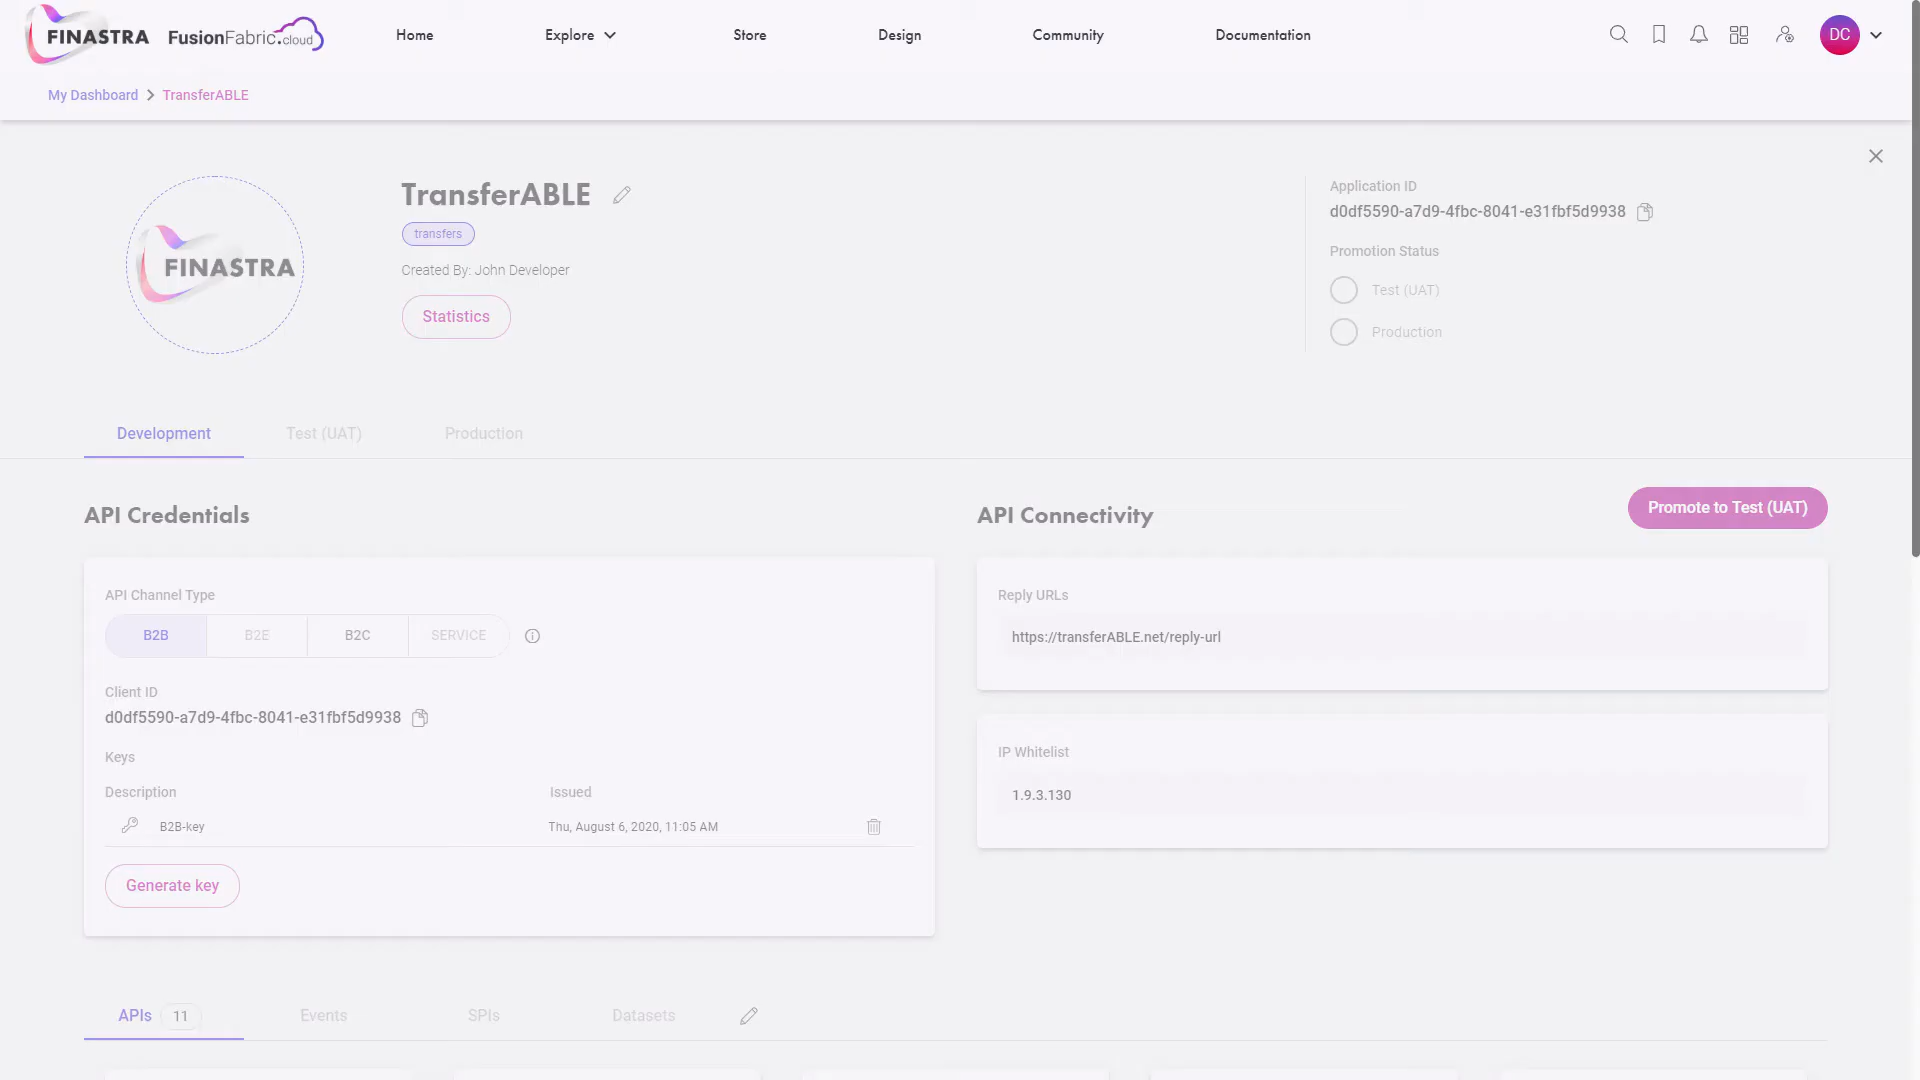 FINASTRA FusionFabric.cloud Home Explore Store Design Community Documentation DC
My Dashboard > TransferABLE
FINASTRA
TransferABLE
transfers
Created By: John Developer
Statistics
Application ID
d0df5590-a7d9-4fbc-8041-e31fbf5d9938
Promotion Status
Test (UAT)
Production
Development Test (UAT) Production
API Credentials
API Channel Type
B2B B2E B2C SERVICE
Client ID
d0df5590-a7d9-4fbc-8041-e31fbf5d9938
Keys
Description Issued
B2B-key Thu, August 6, 2020, 11:05 AM
Generate key
API Connectivity
Promote to Test (UAT)
Reply URLs
https://transferABLE.net/reply-url
IP Whitelist
1.9.3.130
APIs 11 Events SPIs Datasets